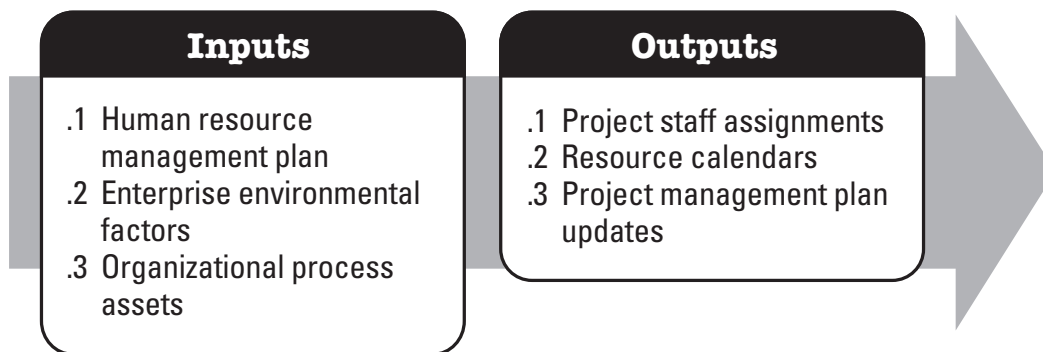 Inputs
.1 Human resource
management plan
.2 Enterprise environmental
factors
.3 Organizational process
assets
Outputs
.1 Project staff assignments
.2 Resource calendars
.3 Project management plan
updates